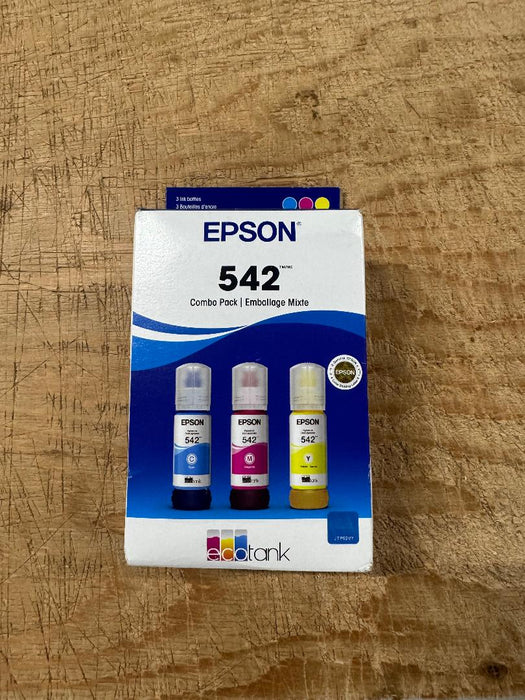 3 Ink bottles
3 Bouteilles d'encre
EPSON®
542
Combo Pack | Emballage Mixte
EPSON
EPSON
542
C
EPSON
542
M
Magenta
EPSON
542
Y
ecotank